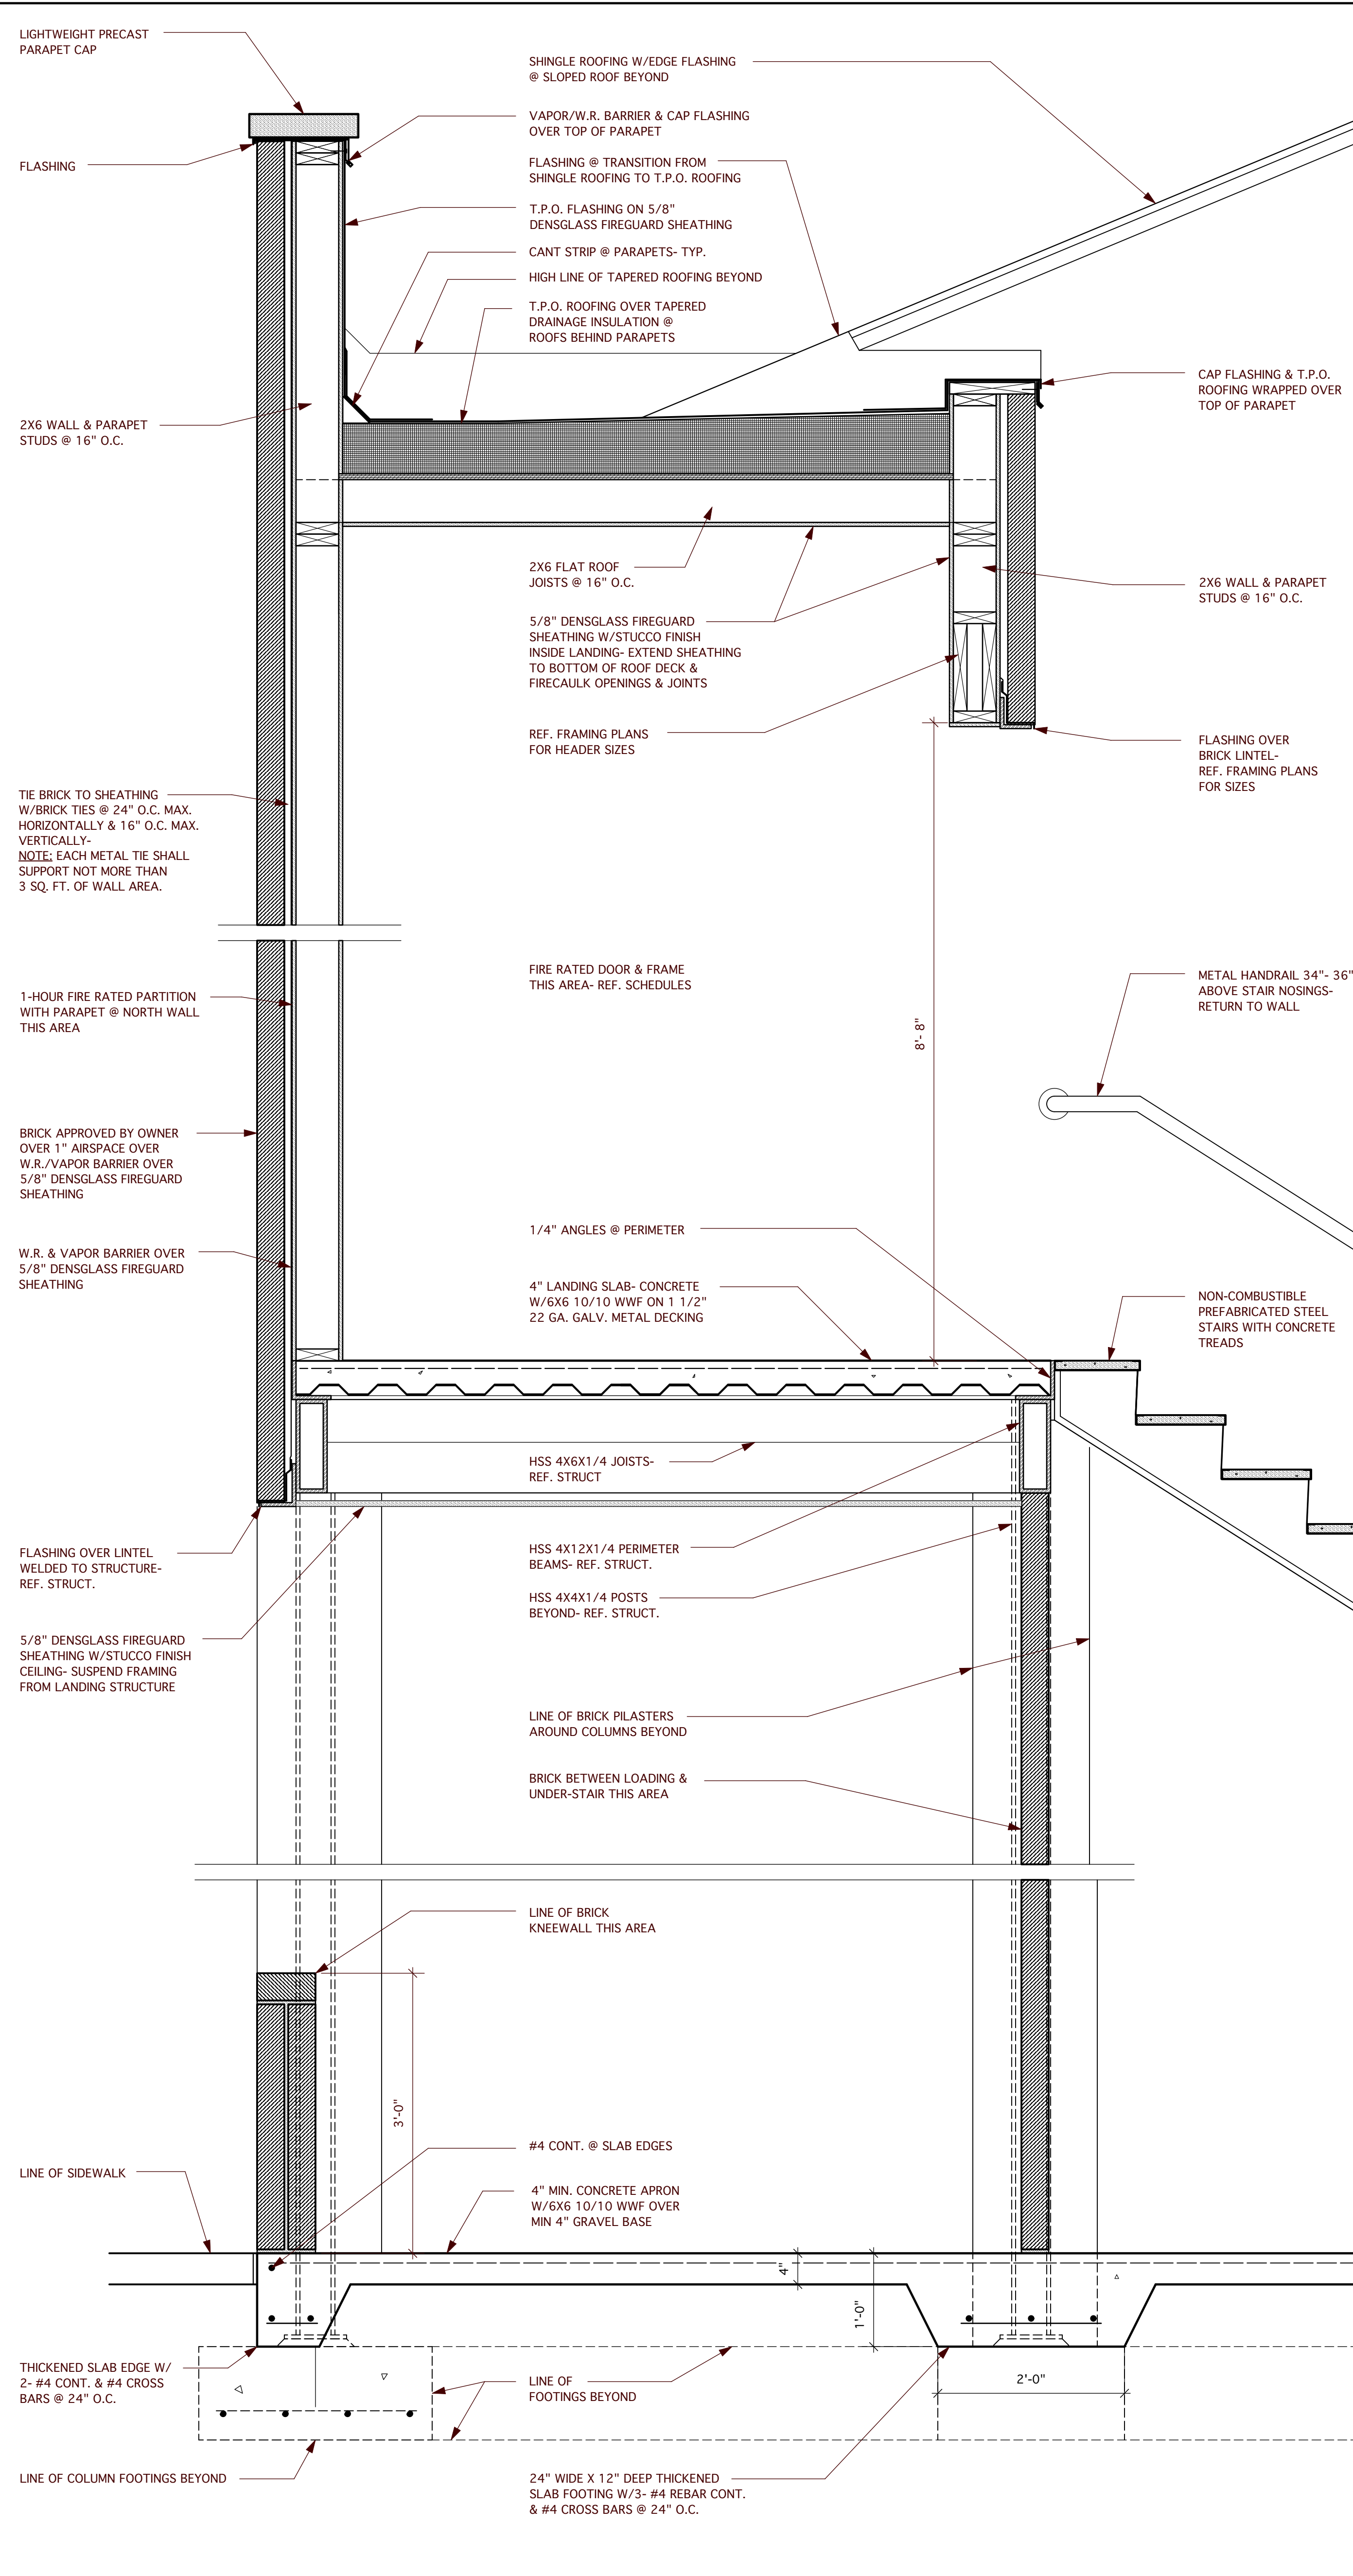 LIGHTWEIGHT PRECAST
PARAPET CAP
FLASHING
2X6 WALL & PARAPET
STUDS @ 16" O.C.
TIE BRICK TO SHEATHING
W/BRICK TIES @ 24" O.C. MAX.
HORIZONTALLY & 16" O.C. MAX.
VERTICALLY-
NOTE: EACH METAL TIE SHALL
SUPPORT NOT MORE THAN
3 SQ. FT. OF WALL AREA.
1-HOUR FIRE RATED PARTITION
WITH PARAPET @ NORTH WALL
THIS AREA
BRICK APPROVED BY OWNER
OVER 1" AIRSPACE OVER
W.R./VAPOR BARRIER OVER
5/8" DENSGLASS FIREGUARD
SHEATHING
W.R. & VAPOR BARRIER OVER
5/8" DENSGLASS FIREGUARD
SHEATHING
FLASHING OVER LINTEL
WELDED TO STRUCTURE-
REF. STRUCT.
5/8" DENSGLASS FIREGUARD
SHEATHING W/STUCCO FINISH
CEILING- SUSPEND FRAMING
FROM LANDING STRUCTURE
LINE OF SIDEWALK
THICKENED SLAB EDGE W/
2- #4 CONT. & #4 CROSS
BARS @ 24" O.C.
LINE OF COLUMN FOOTINGS BEYOND
SHINGLE ROOFING W/EDGE FLASHING
@ SLOPED ROOF BEYOND
VAPOR/W.R. BARRIER & CAP FLASHING
OVER TOP OF PARAPET
FLASHING @ TRANSITION FROM
SHINGLE ROOFING TO T.P.O. ROOFING
T.P.O. FLASHING ON 5/8"
DENSGLASS FIREGUARD SHEATHING
CANT STRIP @ PARAPETS- TYP.
HIGH LINE OF TAPERED ROOFING BEYOND
T.P.O. ROOFING OVER TAPERED
DRAINAGE INSULATION @
ROOFS BEHIND PARAPETS
2X6 FLAT ROOF
JOISTS @ 16" O.C.
5/8" DENSGLASS FIREGUARD
SHEATHING W/STUCCO FINISH
INSIDE LANDING- EXTEND SHEATHING
TO BOTTOM OF ROOF DECK &
FIRECAULK OPENINGS & JOINTS
REF. FRAMING PLANS
FOR HEADER SIZES
FIRE RATED DOOR & FRAME
THIS AREA- REF. SCHEDULES
8'- 8"
1/4" ANGLES @ PERIMETER
4" LANDING SLAB- CONCRETE
W/6X6 10/10 WWF ON 1 1/2"
22 GA. GALV. METAL DECKING
HSS 4X6X1/4 JOISTS-
REF. STRUCT
HSS 4X12X1/4 PERIMETER
BEAMS- REF. STRUCT.
HSS 4X4X1/4 POSTS
BEYOND- REF. STRUCT.
LINE OF BRICK PILASTERS
AROUND COLUMNS BEYOND
BRICK BETWEEN LOADING &
UNDER-STAIR THIS AREA
LINE OF BRICK
KNEEWALL THIS AREA
3'-0"
#4 CONT. @ SLAB EDGES
4" MIN. CONCRETE APRON
W/6X6 10/10 WWF OVER
MIN 4" GRAVEL BASE
4"
1'-0"
LINE OF
FOOTINGS BEYOND
2'-0"
24" WIDE X 12" DEEP THICKENED
SLAB FOOTING W/3- #4 REBAR CONT.
& #4 CROSS BARS @ 24" O.C.
CAP FLASHING & T.P.O.
ROOFING WRAPPED OVER
TOP OF PARAPET
2X6 WALL & PARAPET
STUDS @ 16" O.C.
FLASHING OVER
BRICK LINTEL-
REF. FRAMING PLANS
FOR SIZES
METAL HANDRAIL 34"- 36"
ABOVE STAIR NOSINGS-
RETURN TO WALL
NON-COMBUSTIBLE
PREFABRICATED STEEL
STAIRS WITH CONCRETE
TREADS